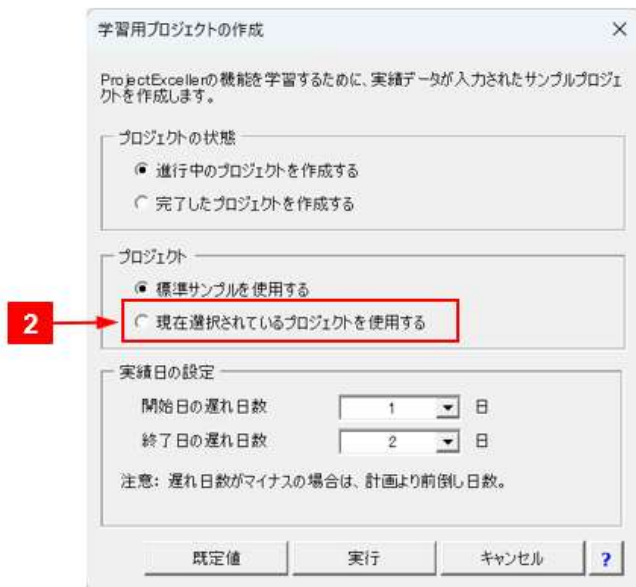 学習用プロジェクトの作成
ProjectExcellerの機能を学習するために、実績データが入力されたサンプルプロジェ
クトを作成します。
プロジェクトの状態
進行中のプロジェクトを作成する
完了したプロジェクトを作成する
プロジェクト
標準サンプルを使用する
2
現在選択されているプロジェクトを使用する
実績日の設定
開始日の遅れ日数 1 日
終了日の遅れ日数 2 日
注意: 遅れ日数がマイナスの場合は、計画より前倒し日数。
既定値 実行 キャンセル ?